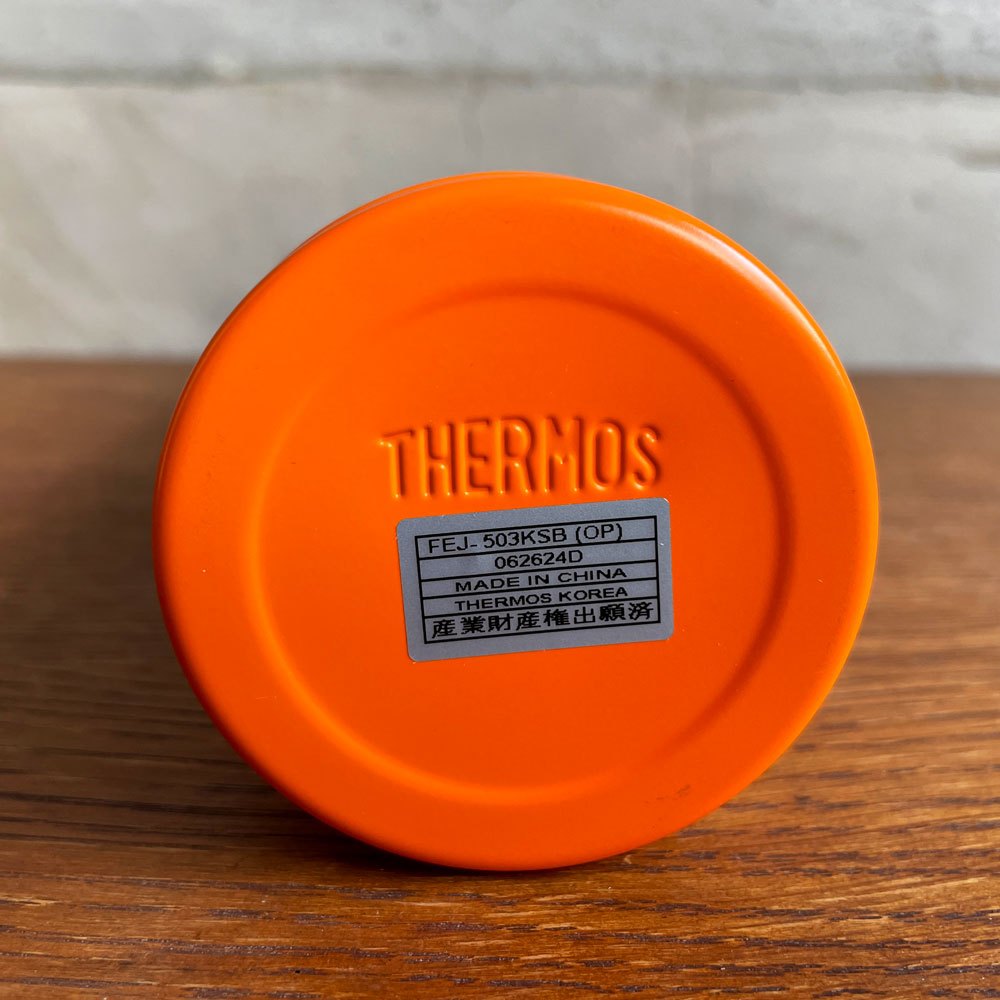 THERMOS
FEJ- 503KSB (OP)
062624D
MADE IN CHINA
THERMOS KOREA
産業財産権出願済